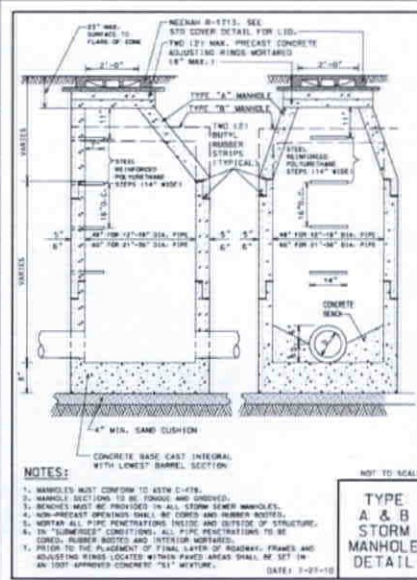 23" MAX.
SURFACE TO
FLARE OF CONE
NEENAH R-1713. SEE
STD COVER DETAIL FOR LID.
TWO (2) MAX. PRECAST CONCRETE
ADJUSTING RINGS MORTARED
(8" MAX.)
2'-0"
2'-0"
TYPE "A" MANHOLE
TYPE "B" MANHOLE
11"
11"
VARIES
TWO (2)
BUTYL
RUBBER
STRIPS
(TYPICAL)
STEEL
REINFORCED
POLYURETHANE
STEPS (14" WIDE)
STEEL
REINFORCED
POLYURETHANE
STEPS (14" WIDE)
16" O.C.
16" O.C.
5"
6"
48" FOR 12"-18" DIA. PIPE
60" FOR 21"-36" DIA. PIPE
5"
6"
5"
6"
48" FOR 12"-18" DIA. PIPE
60" FOR 21"-36" DIA. PIPE
5"
6"
VARIES
14"
CONCRETE
BENCH
8"
4" MIN. SAND CUSHION
CONCRETE BASE CAST INTEGRAL
WITH LOWEST BARREL SECTION
NOTES:
NOT TO SCALE
1. MANHOLES MUST CONFORM TO ASTM C-478.
2. MANHOLE SECTIONS TO BE TONGUE AND GROOVED.
3. BENCHES MUST BE PROVIDED IN ALL STORM SEWER MANHOLES.
4. NON-PRECAST OPENINGS SHALL BE CORED AND RUBBER BOOTED.
5. MORTAR ALL PIPE PENETRATIONS INSIDE AND OUTSIDE OF STRUCTURE.
6. IN "SUBMERGED" CONDITIONS, ALL PIPE PENETRATIONS TO BE
CORED, RUBBER BOOTED AND INTERIOR MORTARED.
7. PRIOR TO THE PLACEMENT OF FINAL LAYER OF ROADWAY, FRAMES AND
ADJUSTING RINGS LOCATED WITHIN PAVED AREAS SHALL BE SET IN
AN IDOT APPROVED CONCRETE "SI" MIXTURE.
DATE: 7-27-10
TYPE
A & B
STORM
MANHOLE
DETAIL